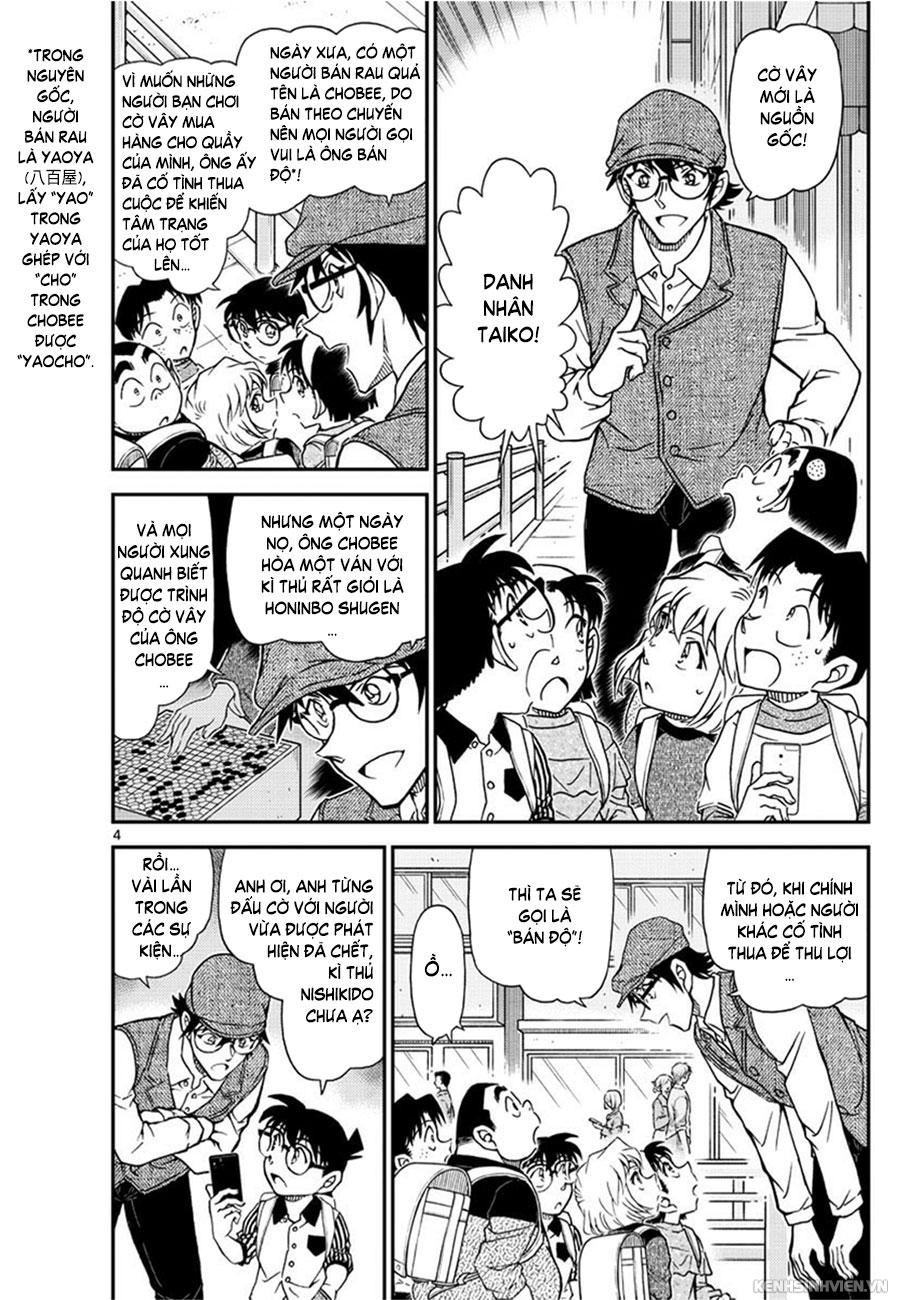 CỜ VÂY
MỚI LÀ
NGUỒN
GỐC!
DANH
NHÂN
TAIKO!
NGÀY XƯA, CÓ MỘT
NGƯỜI BÁN RAU QUẢ
TÊN LÀ CHOBEE, DO
BÁN THEO CHUYẾN
NÊN MỌI NGƯỜI GỌI
VUI LÀ ÔNG BÁN
ĐỘ*!
VÌ MUỐN NHỮNG
NGƯỜI BẠN CHƠI
CỜ VÂY MUA
HÀNG CHO QUẦY
CỦA MÌNH, ÔNG ẤY
ĐÃ CỐ TÌNH THUA
CUỘC ĐỂ KHIẾN
TÂM TRẠNG
CỦA HỌ TỐT
LÊN...
*TRONG
NGUYÊN
GỐC,
NGƯỜI
BÁN RAU
LÀ YAOYA
(八百屋),
LẤY "YAO"
TRONG
YAOYA
GHÉP VỚI
"CHO"
TRONG
CHOBEE
ĐƯỢC
"YAOCHO".
NHƯNG MỘT NGÀY
NỌ, ÔNG CHOBEE
HÒA MỘT VÁN VỚI
KÌ THỦ RẤT GIỎI LÀ
HONINBO SHUGEN
...
VÀ MỌI
NGƯỜI XUNG
QUANH BIẾT
ĐƯỢC TRÌNH
ĐỘ CỜ VÂY
CỦA ÔNG
CHOBEE
...
4
TỪ ĐÓ, KHI CHÍNH
MÌNH HOẶC NGƯỜI
KHÁC CỐ TÌNH
THUA ĐỂ THU LỢI
...
THÌ TA SẼ
GỌI LÀ
"BÁN ĐỘ"!
Ồ...
ANH ƠI, ANH TỪNG
ĐẤU CỜ VỚI NGƯỜI
VỪA ĐƯỢC PHÁT
HIỆN ĐÃ CHẾT,
KÌ THỦ
NISHIKIDO
CHƯA Ạ?
RỒI...
VÀI LẦN
TRONG
CÁC SỰ
KIỆN...
KENHSINHVIEN.VN